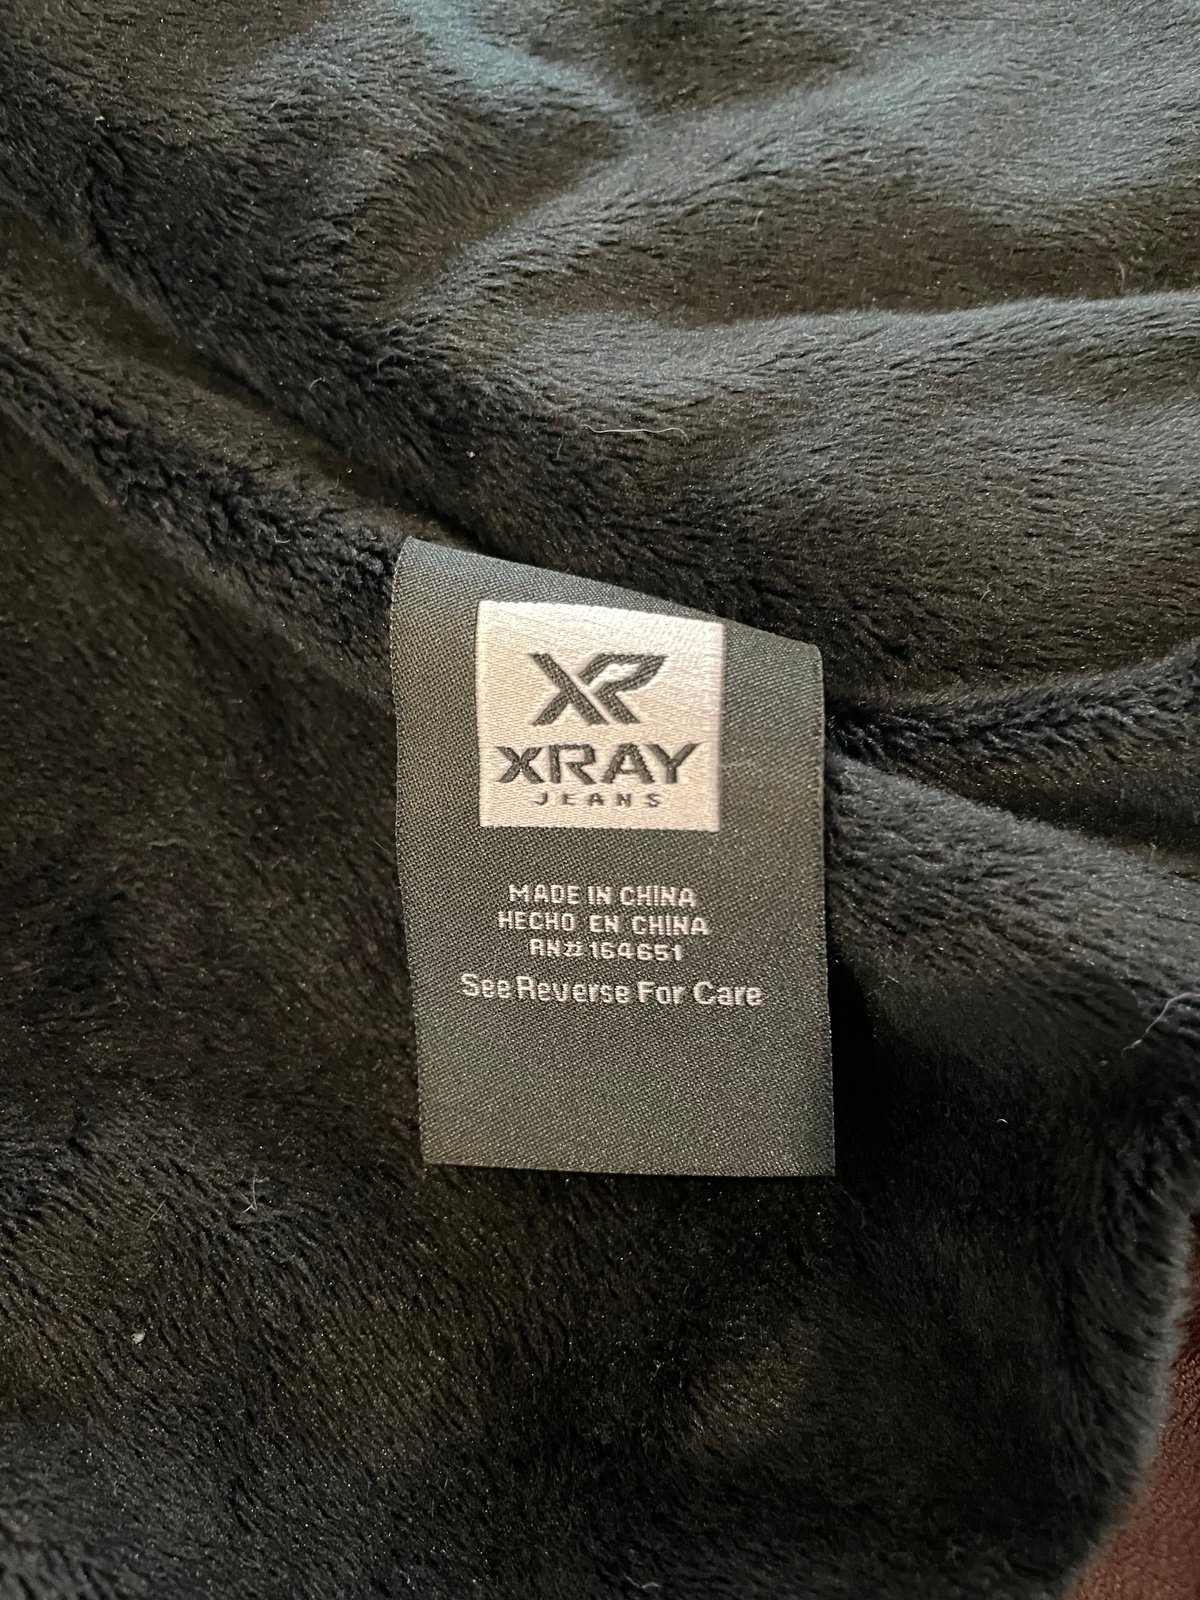 XR
XRAY
JEANS
MADE IN CHINA
HECHO EN CHINA
RN# 164651
See Reverse For Care